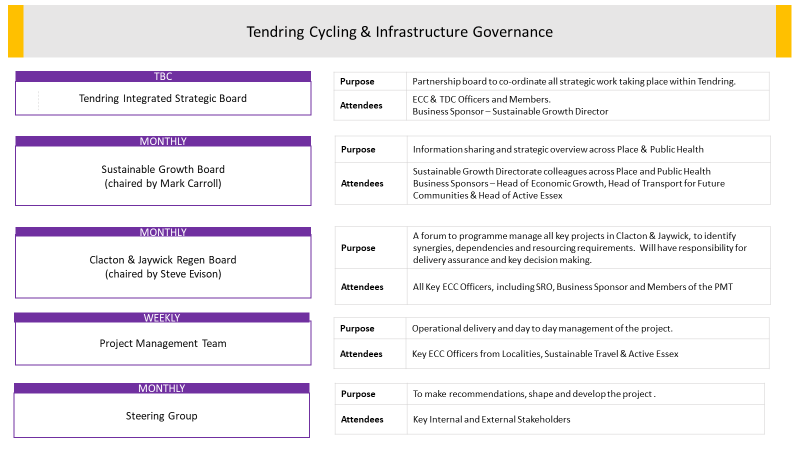 Tendring Cycling & Infrastructure Governance
TBC
Tendring Integrated Strategic Board
Purpose
Partnership board to co-ordinate all strategic work taking place within Tendring.
Attendees
ECC & TDC Officers and Members.
Business Sponsor – Sustainable Growth Director
MONTHLY
Sustainable Growth Board
(chaired by Mark Carroll)
Purpose
Information sharing and strategic overview across Place & Public Health
Attendees
Sustainable Growth Directorate colleagues across Place and Public Health
Business Sponsors – Head of Economic Growth, Head of Transport for Future
Communities & Head of Active Essex
MONTHLY
Clacton & Jaywick Regen Board
(chaired by Steve Evison)
Purpose
A forum to programme manage all key projects in Clacton & Jaywick, to identify
synergies, dependencies and resourcing requirements. Will have responsibility for
delivery assurance and key decision making.
Attendees
All Key ECC Officers, including SRO, Business Sponsor and Members of the PMT
WEEKLY
Project Management Team
Purpose
Operational delivery and day to day management of the project.
Attendees
Key ECC Officers from Localities, Sustainable Travel & Active Essex
MONTHLY
Steering Group
Purpose
To make recommendations, shape and develop the project .
Attendees
Key Internal and External Stakeholders